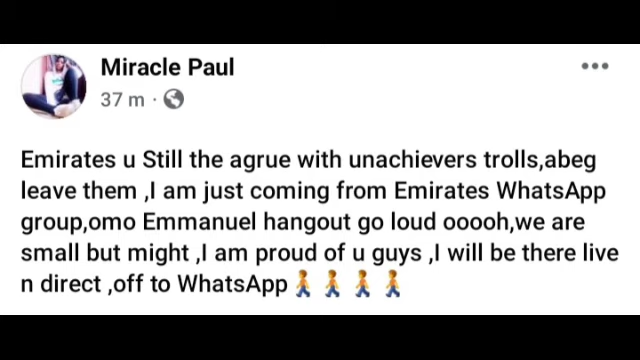 Miracle Paul
37 m ·
Emirates u Still the agrue with unachievers trolls,abeg
leave them ,I am just coming from Emirates WhatsApp
group,omo Emmanuel hangout go loud ooooh,we are
small but might ,I am proud of u guys ,I will be there live
n direct ,off to WhatsApp🚶🚶🚶🚶